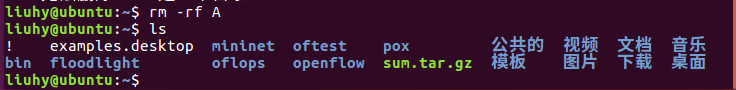 liuhy@ubuntu:~$ rm -rf A
liuhy@ubuntu:~$ ls
!    examples.desktop  mininet  oftest    pox         公共的  视频  文档  音乐
bin  floodlight        oflops   openflow  sum.tar.gz  模板    图片  下载  桌面
liuhy@ubuntu:~$